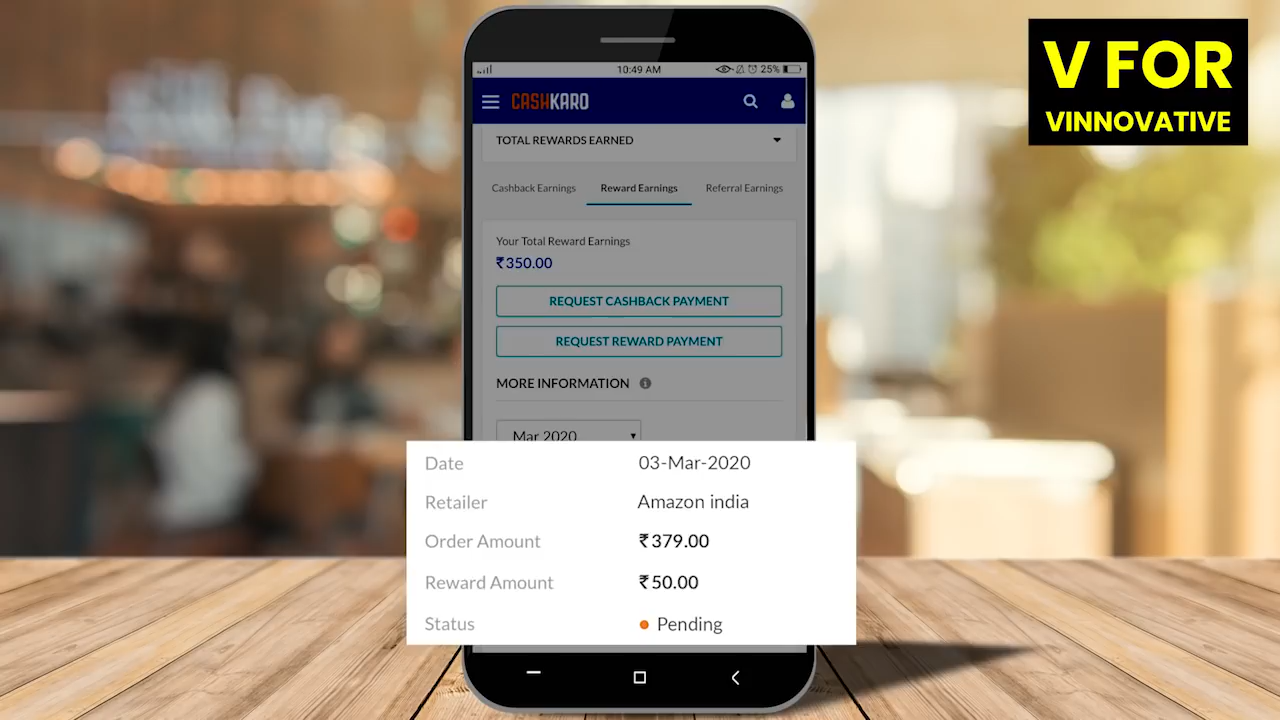 V FOR
VINNOVATIVE
10:49 AM
25%
CASHKARO
TOTAL REWARDS EARNED
Cashback Earnings Reward Earnings Referral Earnings
Your Total Reward Earnings
₹350.00
REQUEST CASHBACK PAYMENT
REQUEST REWARD PAYMENT
MORE INFORMATION
Mar 2020
Date 03-Mar-2020
Retailer Amazon india
Order Amount ₹379.00
Reward Amount ₹50.00
Status Pending